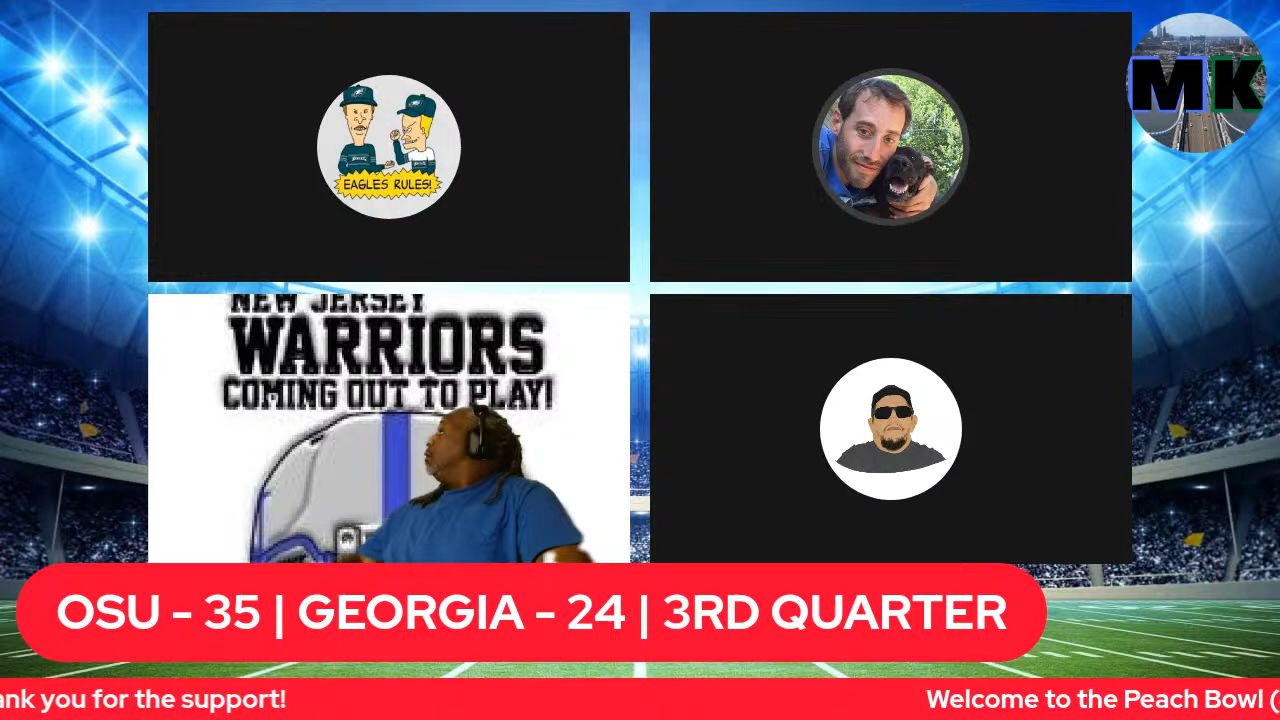 MK
EAGLES RULES!
NEW JERSEY
WARRIORS
COMING OUT TO PLAY!
OSU - 35 | GEORGIA - 24 | 3RD QUARTER
ank you for the support!
Welcome to the Peach Bowl (